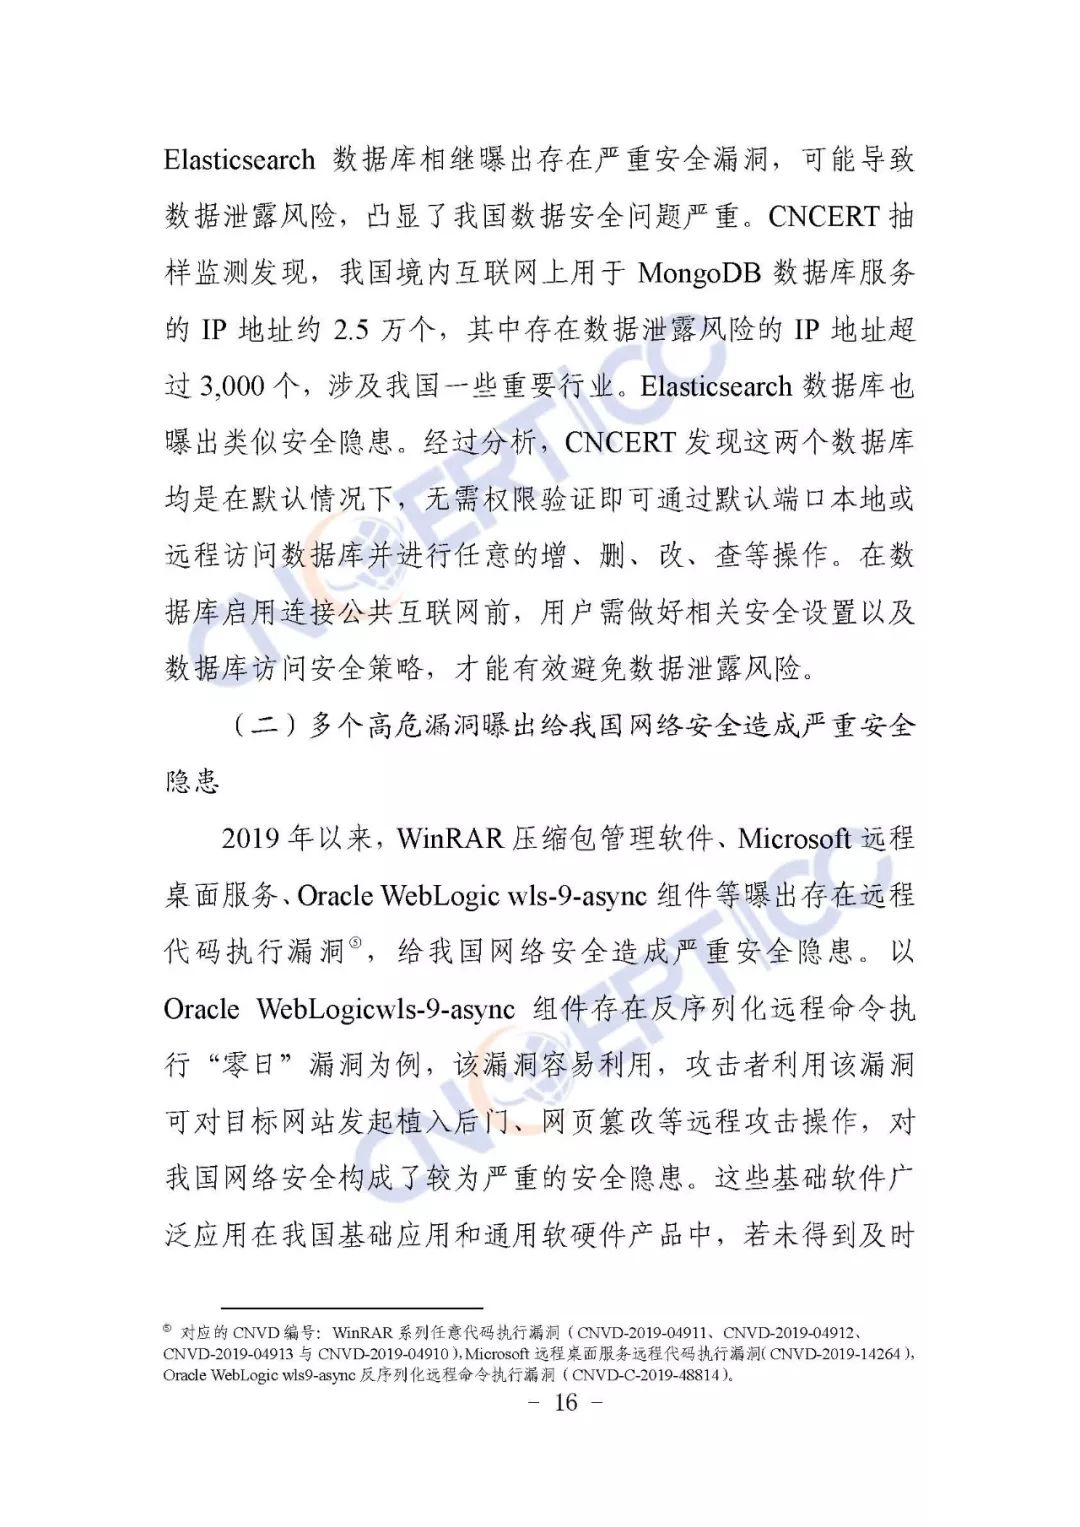 Elasticsearch 数据库相继曝出存在严重安全漏洞，可能导致
数据泄露风险，凸显了我国数据安全问题严重。CNCERT 抽
样监测发现，我国境内互联网上用于 MongoDB 数据库服务
的 IP 地址约 2.5 万个，其中存在数据泄露风险的 IP 地址超
过 3,000 个，涉及我国一些重要行业。Elasticsearch 数据库也
曝出类似安全隐患。经过分析，CNCERT 发现这两个数据库
均是在默认情况下，无需权限验证即可通过默认端口本地或
远程访问数据库并进行任意的增、删、改、查等操作。在数
据库启用连接公共互联网前，用户需做好相关安全设置以及
数据库访问安全策略，才能有效避免数据泄露风险。
（二）多个高危漏洞曝出给我国网络安全造成严重安全
隐患
2019 年以来，WinRAR 压缩包管理软件、Microsoft 远程
桌面服务、Oracle WebLogic wls-9-async 组件等曝出存在远程
代码执行漏洞⑤，给我国网络安全造成严重安全隐患。以
Oracle WebLogicwls-9-async 组件存在反序列化远程命令执
行“零日”漏洞为例，该漏洞容易利用，攻击者利用该漏洞
可对目标网站发起植入后门、网页篡改等远程攻击操作，对
我国网络安全构成了较为严重的安全隐患。这些基础软件广
泛应用在我国基础应用和通用软硬件产品中，若未得到及时
⑤ 对应的 CNVD 编号：WinRAR 系列任意代码执行漏洞（CNVD-2019-04911、CNVD-2019-04912、
CNVD-2019-04913 与 CNVD-2019-04910），Microsoft 远程桌面服务远程代码执行漏洞（CNVD-2019-14264），
Oracle WebLogic wls9-async 反序列化远程命令执行漏洞（CNVD-C-2019-48814）。
- 16 -
CNCERT/CC
CNCERT/CC